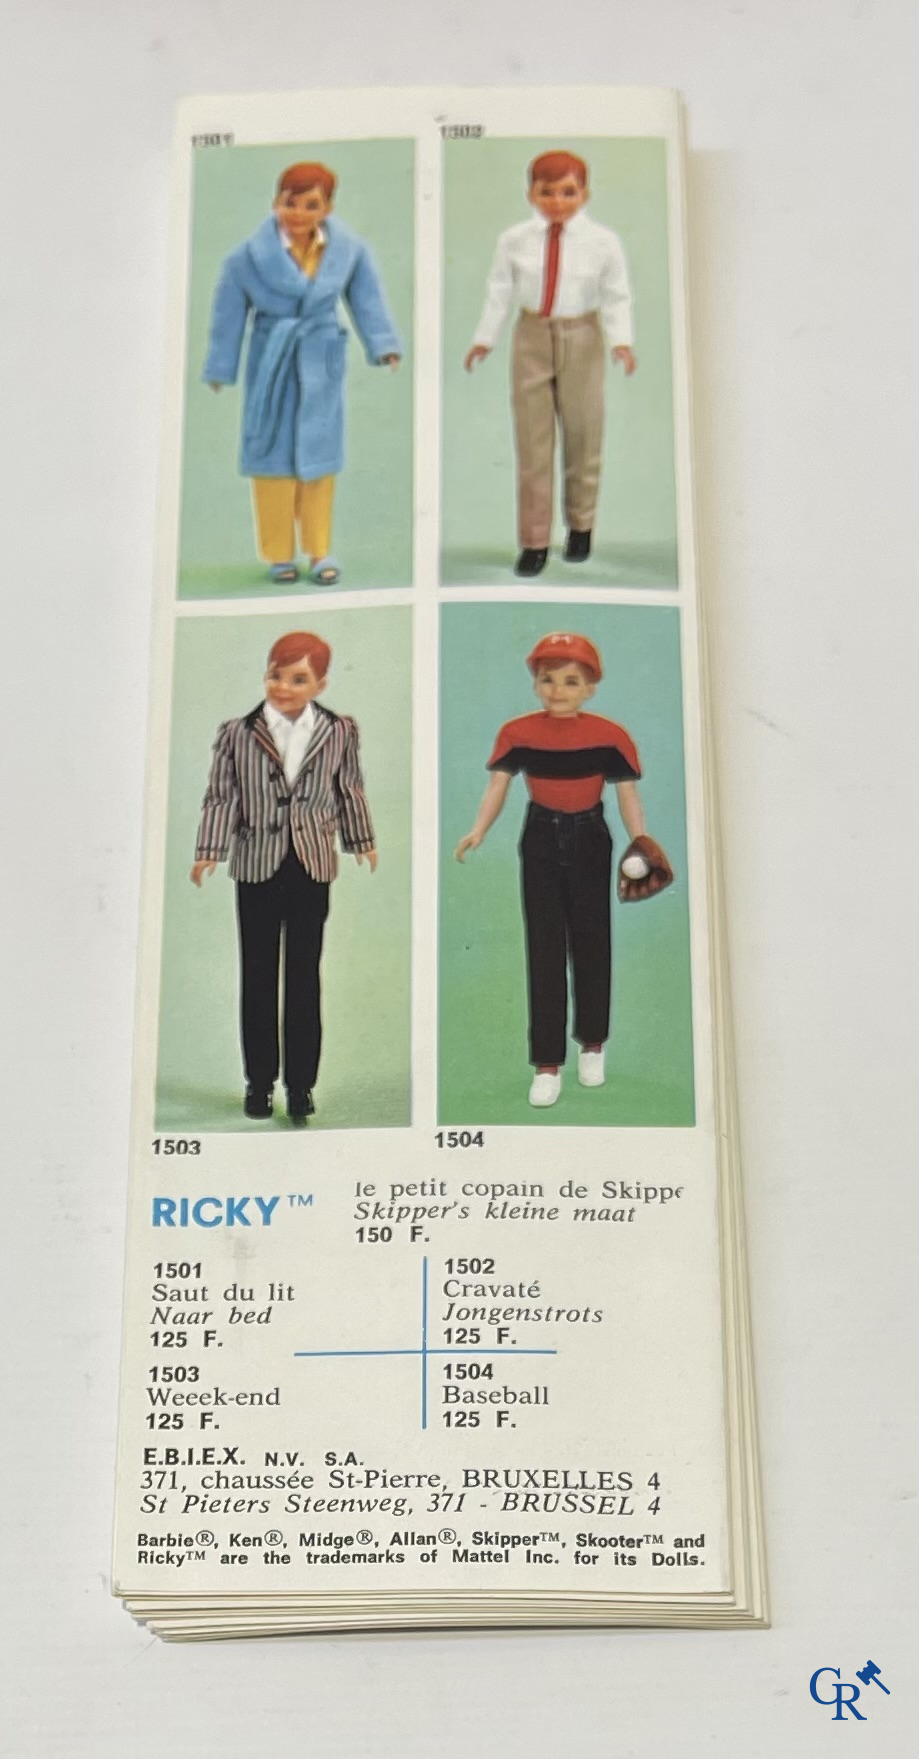 1501
1502
1503
1504
RICKY™
le petit copain de Skippe
Skipper's kleine maat
150 F.
1501
Saut du lit
Naar bed
125 F.
1502
Cravaté
Jongenstrots
125 F.
1503
Weeek-end
125 F.
1504
Baseball
125 F.
E.B.I.E.X. N.V. S.A.
371, chaussée St-Pierre, BRUXELLES 4
St Pieters Steenweg, 371 - BRUSSEL 4
Barbie®, Ken®, Midge®, Allan®, Skipper™, Skooter™ and
Ricky™ are the trademarks of Mattel Inc. for its Dolls.
GR